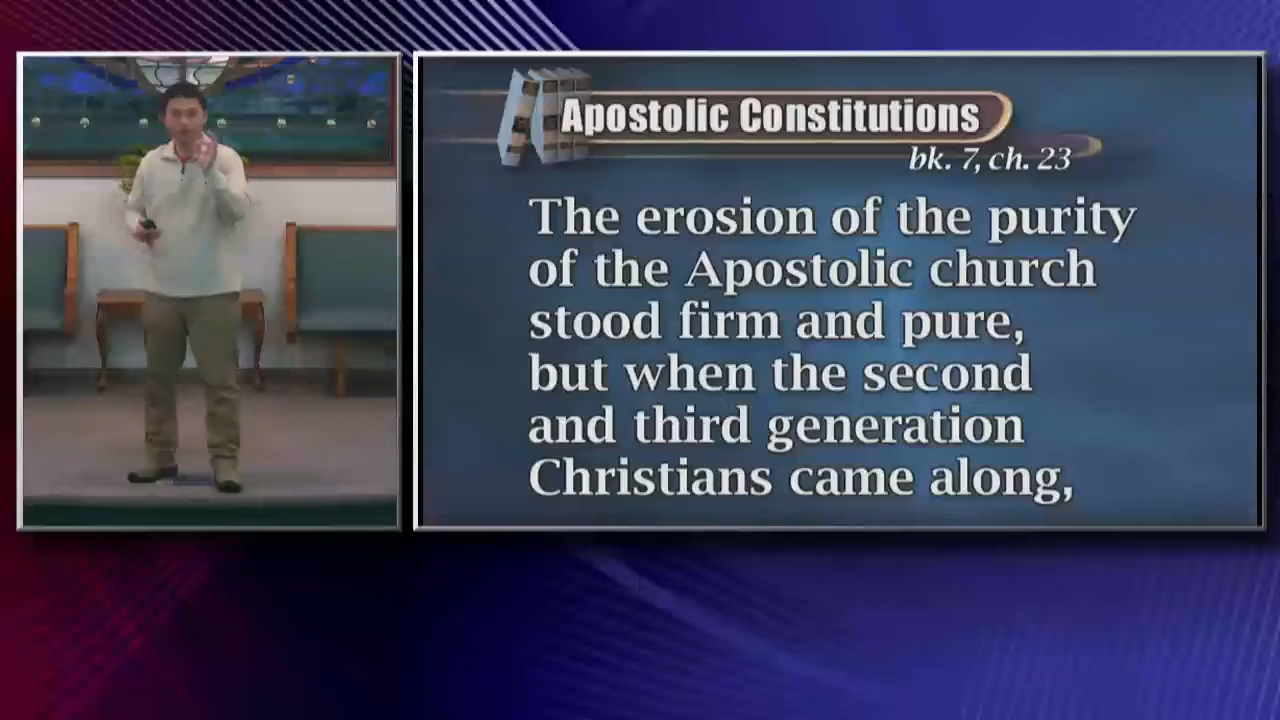 Apostolic Constitutions
bk. 7, ch. 23
The erosion of the purity
of the Apostolic church
stood firm and pure,
but when the second
and third generation
Christians came along,